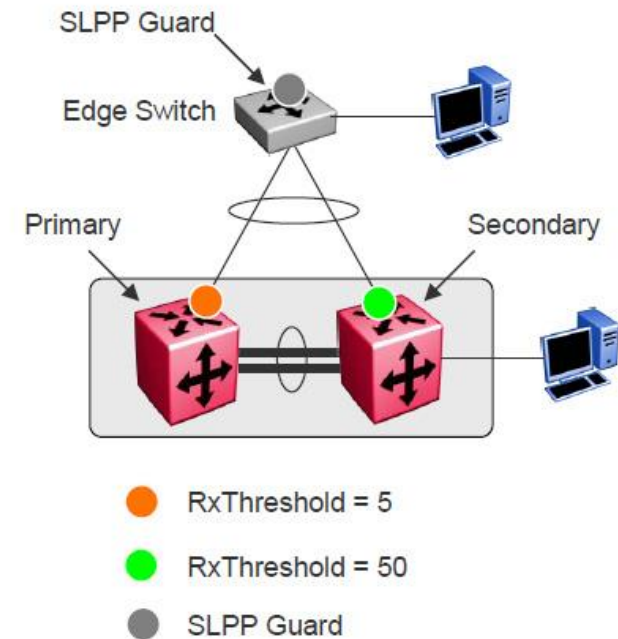 SLPP Guard
Edge Switch
Primary
Secondary
RxThreshold = 5
RxThreshold = 50
SLPP Guard